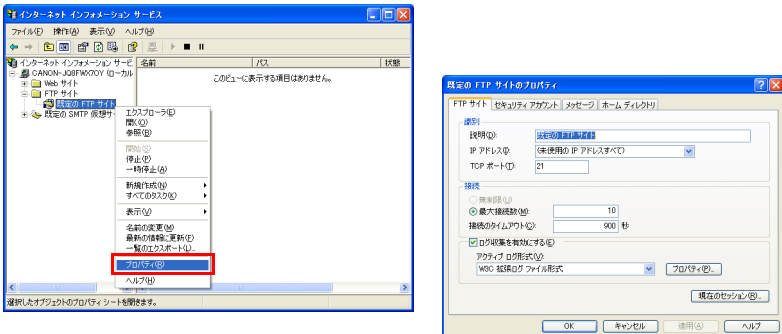 インターネット インフォメーション サービス
ファイル(F) 操作(A) 表示(V) ヘルプ(H)
インターネット インフォメーション サービ
CANON-JQ8FWX7OY (ローカル
Web サイト
FTP サイト
既定の FTP サイト
既定の SMTP 仮想サー
名前 パス 状態
このビューに表示する項目はありません。
エクスプローラ(E)
開く(O)
参照(B)
開始(S)
停止(P)
一時停止(A)
新規作成(N)
すべてのタスク(K)
表示(V)
名前の変更(M)
最新の情報に更新(F)
一覧のエクスポート(L)...
プロパティ(R)
ヘルプ(H)
選択したオブジェクトのプロパティ シートを開きます。
既定の FTP サイトのプロパティ
FTP サイト セキュリティ アカウント メッセージ ホーム ディレクトリ
識別
説明(D): 既定の FTP サイト
IP アドレス(I): (未使用の IP アドレスすべて)
TCP ポート(T): 21
接続
無制限(U)
最大接続数(M): 10
接続のタイムアウト(C): 900 秒
ログ収集を有効にする(E)
アクティブ ログ形式(V):
W3C 拡張ログ ファイル形式 プロパティ(P)...
現在のセッション(R)...
OK キャンセル 適用(A) ヘルプ